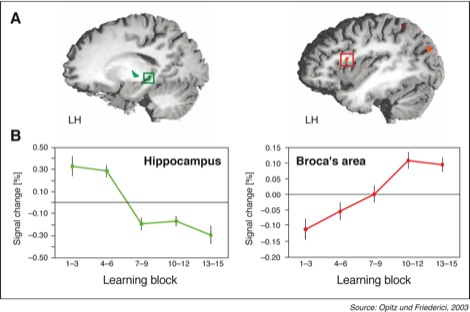 A
LH
LH
B
Hippocampus
Signal change [%]
0.50
0.30
0.10
−0.10
−0.30
−0.50
1–3
4–6
7–9
10–12
13–15
Learning block
Broca's area
Signal change [%]
0.15
0.10
0.05
0.00
−0.05
−0.10
−0.15
−0.20
1–3
4–6
7–9
10–12
13–15
Learning block
Source: Opitz und Friederici, 2003